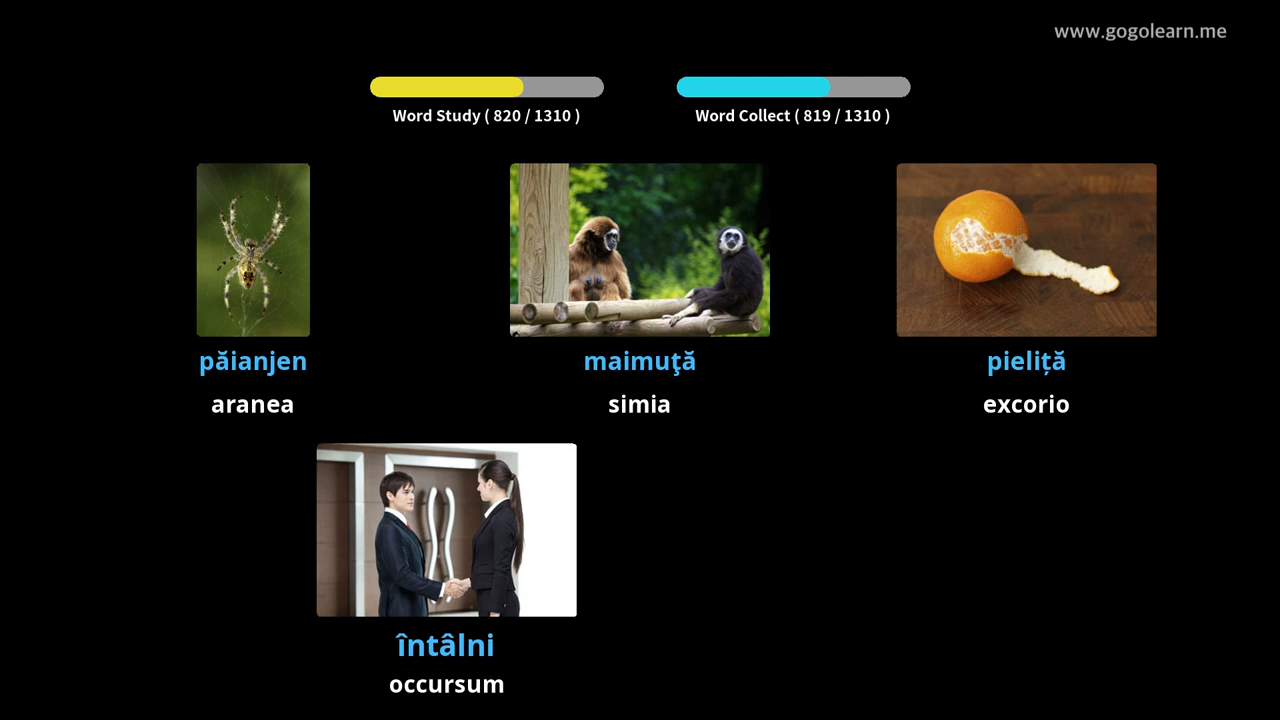 www.gogolearn.me
Word Study ( 820 / 1310 )
Word Collect ( 819 / 1310 )
păianjen
maimuţă
pieliță
aranea
simia
excorio
întâlni
occursum